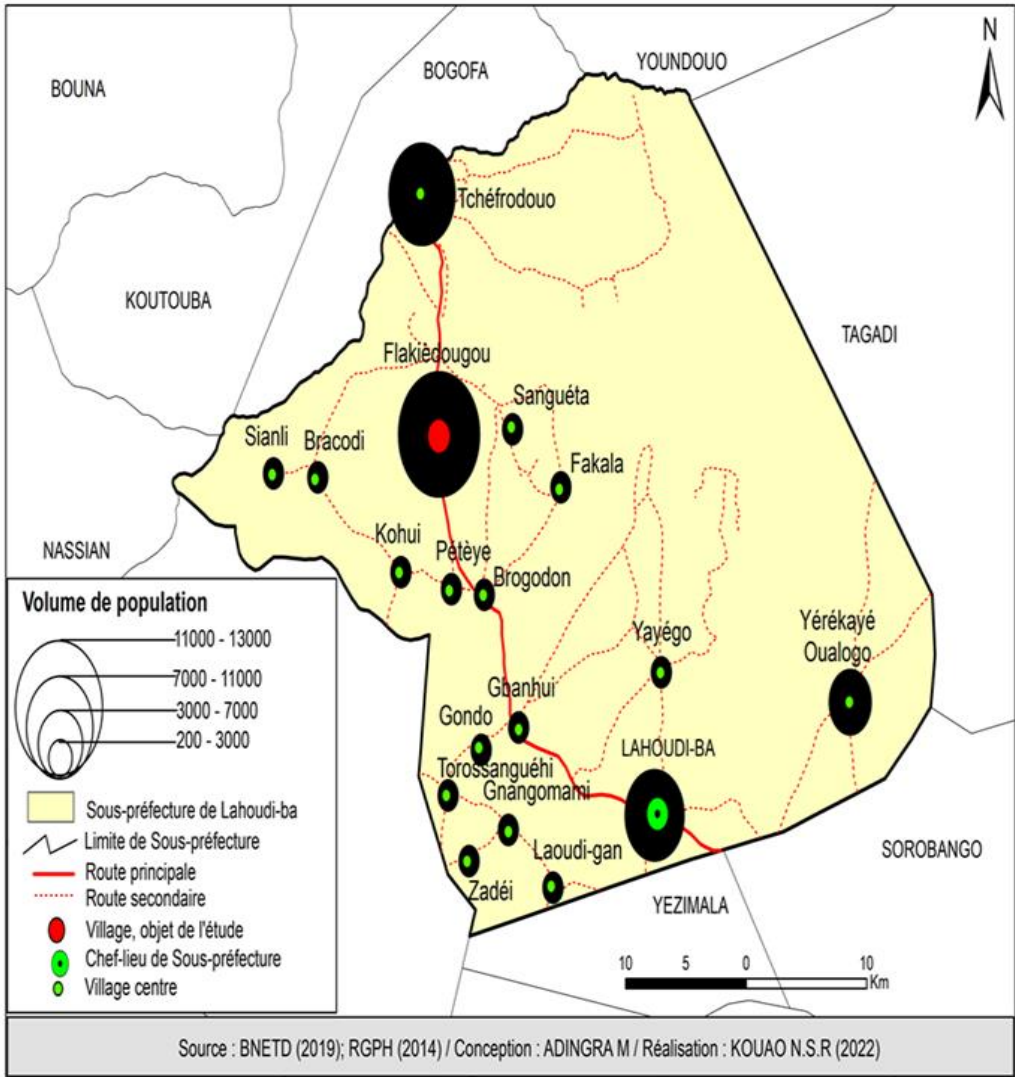 BOUNA
BOGOFA
YOUNDOUO
N
Tchéfrodouo
KOUTOUBA
TAGADI
Flakièdougou
Sanguéta
Sianli
Bracodi
Fakala
NASSIAN
Kohui
Pétèye
Brogodon
Yayégo
Yérékayé
Oualogo
Gbanhui
Gondo
LAHOUDI-BA
Torossanguéhi
Gnangomami
Laoudi-gan
SOROBANGO
Zadéi
YEZIMALA
Volume de population
11000 - 13000
7000 - 11000
3000 - 7000
200 - 3000
Sous-préfecture de Lahoudi-ba
Limite de Sous-préfecture
Route principale
Route secondaire
Village, objet de l'étude
Chef-lieu de Sous-préfecture
Village centre
10 5 0 10
Km
Source : BNETD (2019); RGPH (2014) / Conception : ADINGRA M / Réalisation : KOUAO N.S.R (2022)